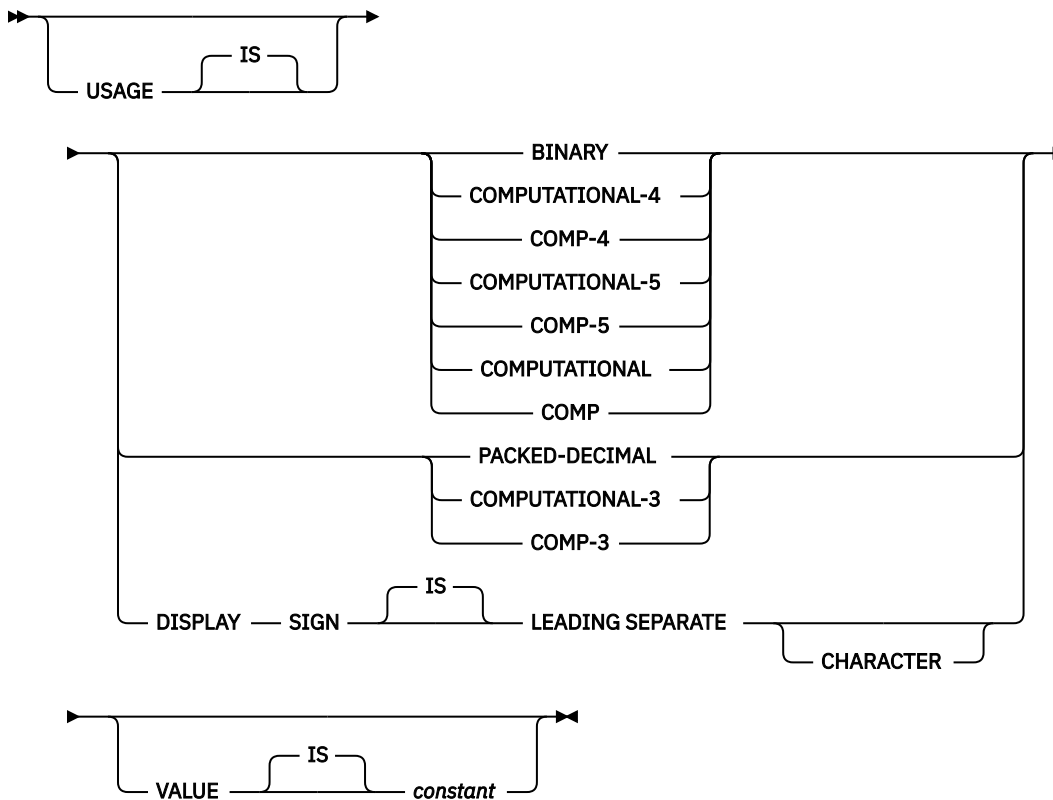 IS
USAGE
BINARY
COMPUTATIONAL-4
COMP-4
COMPUTATIONAL-5
COMP-5
COMPUTATIONAL
COMP
PACKED-DECIMAL
COMPUTATIONAL-3
COMP-3
IS
DISPLAY SIGN LEADING SEPARATE
CHARACTER
IS
VALUE constant